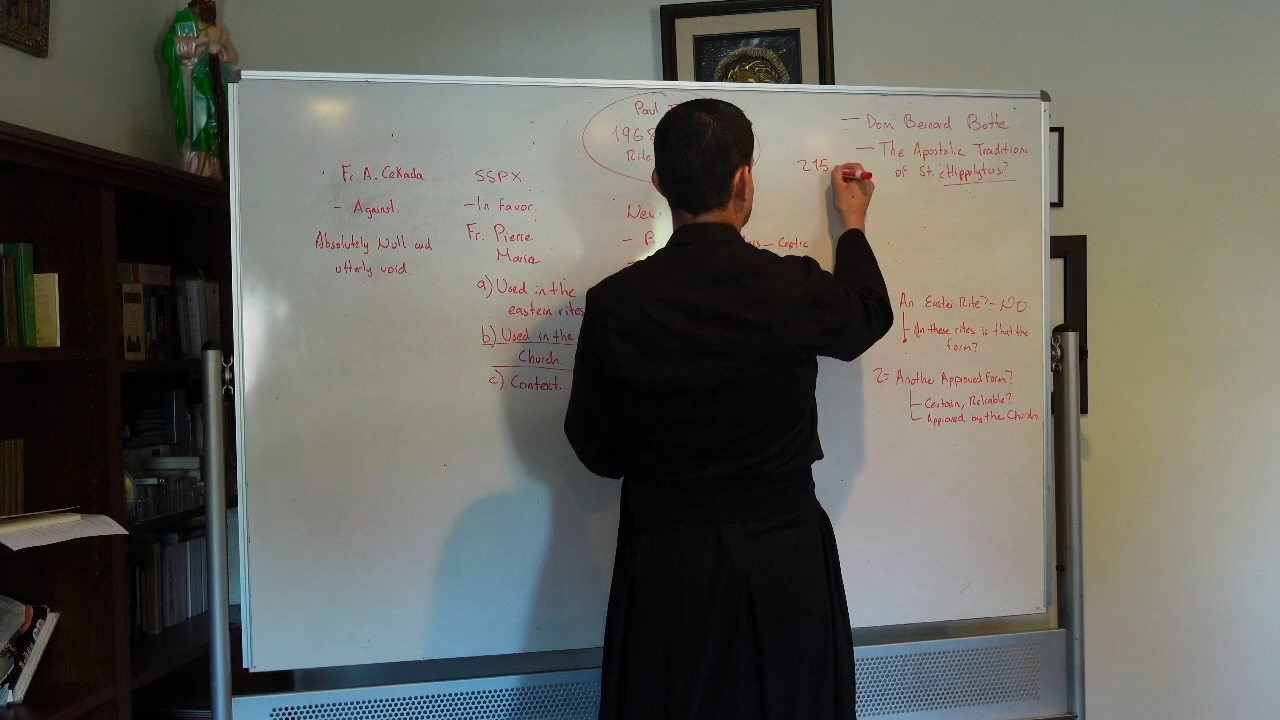 Fr. A. Cekada
- Against.
Absolutely Null and
utterly void.
SSPX
- In favor.
Fr. Pierre
Marie
a) Used in the
eastern rites
b) Used in the
Church.
c) Context.
Paul
1968
Rite
New
- P.
- Coptic
215
- Dom Bernard Botte
- The Apostolic Tradition
of St. Hippolytus?
An Easter Rite? - NO
In these rites is that the
form?
2= Another Approved Form?
Certain, Reliable?
Approved by the Church